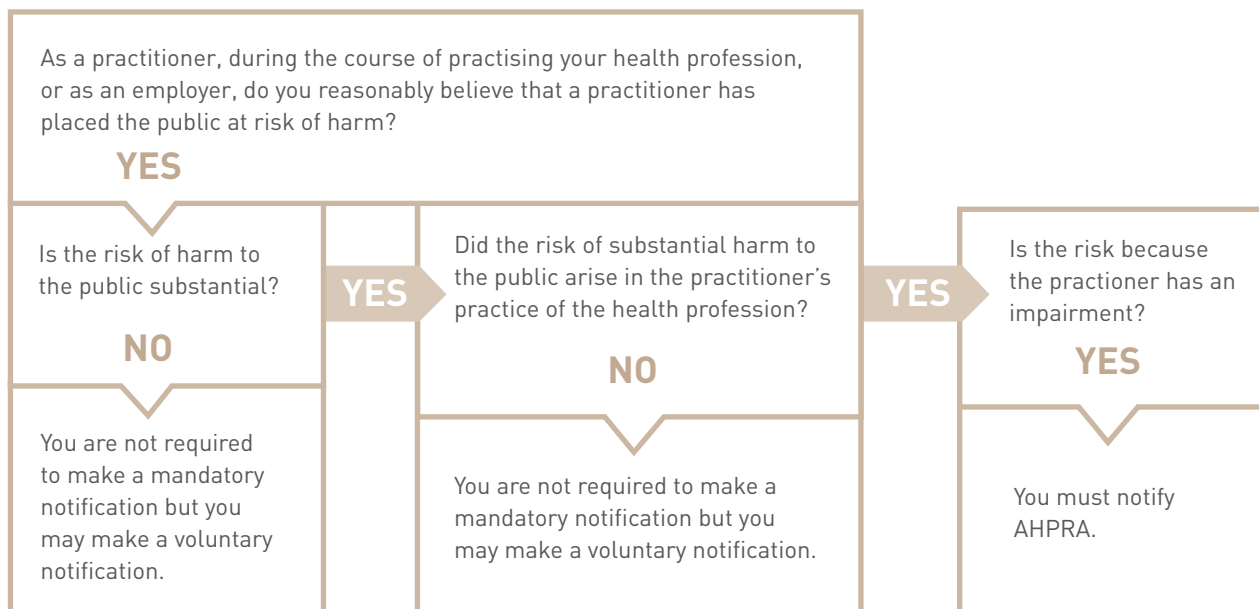 As a practitioner, during the course of practising your health profession,
or as an employer, do you reasonably believe that a practitioner has
placed the public at risk of harm?
YES
Is the risk of harm to
the public substantial?
NO
You are not required
to make a mandatory
notification but you
may make a voluntary
notification.
YES
Did the risk of substantial harm to
the public arise in the practitioner’s
practice of the health profession?
NO
You are not required to make a
mandatory notification but you
may make a voluntary notification.
YES
Is the risk because
the practioner has an
impairment?
YES
You must notify
AHPRA.